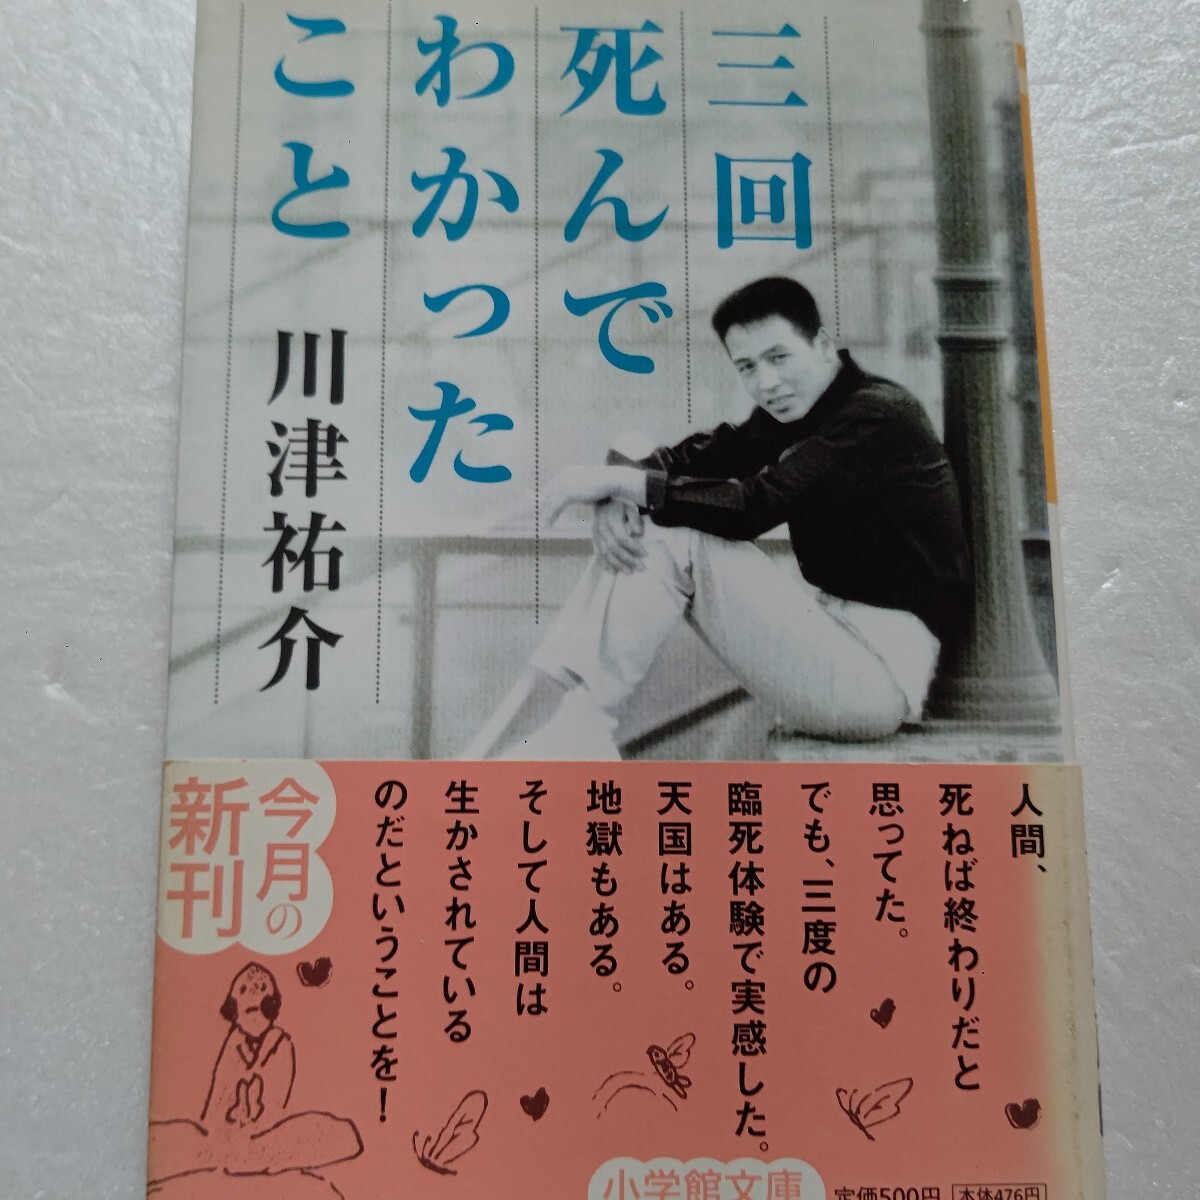 三回
死んで
わかった
こと
川津祐介
人間、
死ねば終わりだと
思ってた。
でも、三度の
臨死体験で実感した。
天国はある。
地獄もある。
そして人間は
生かされている
のだということを！
今月の
新刊
小学館文庫
定価500円
本体476円